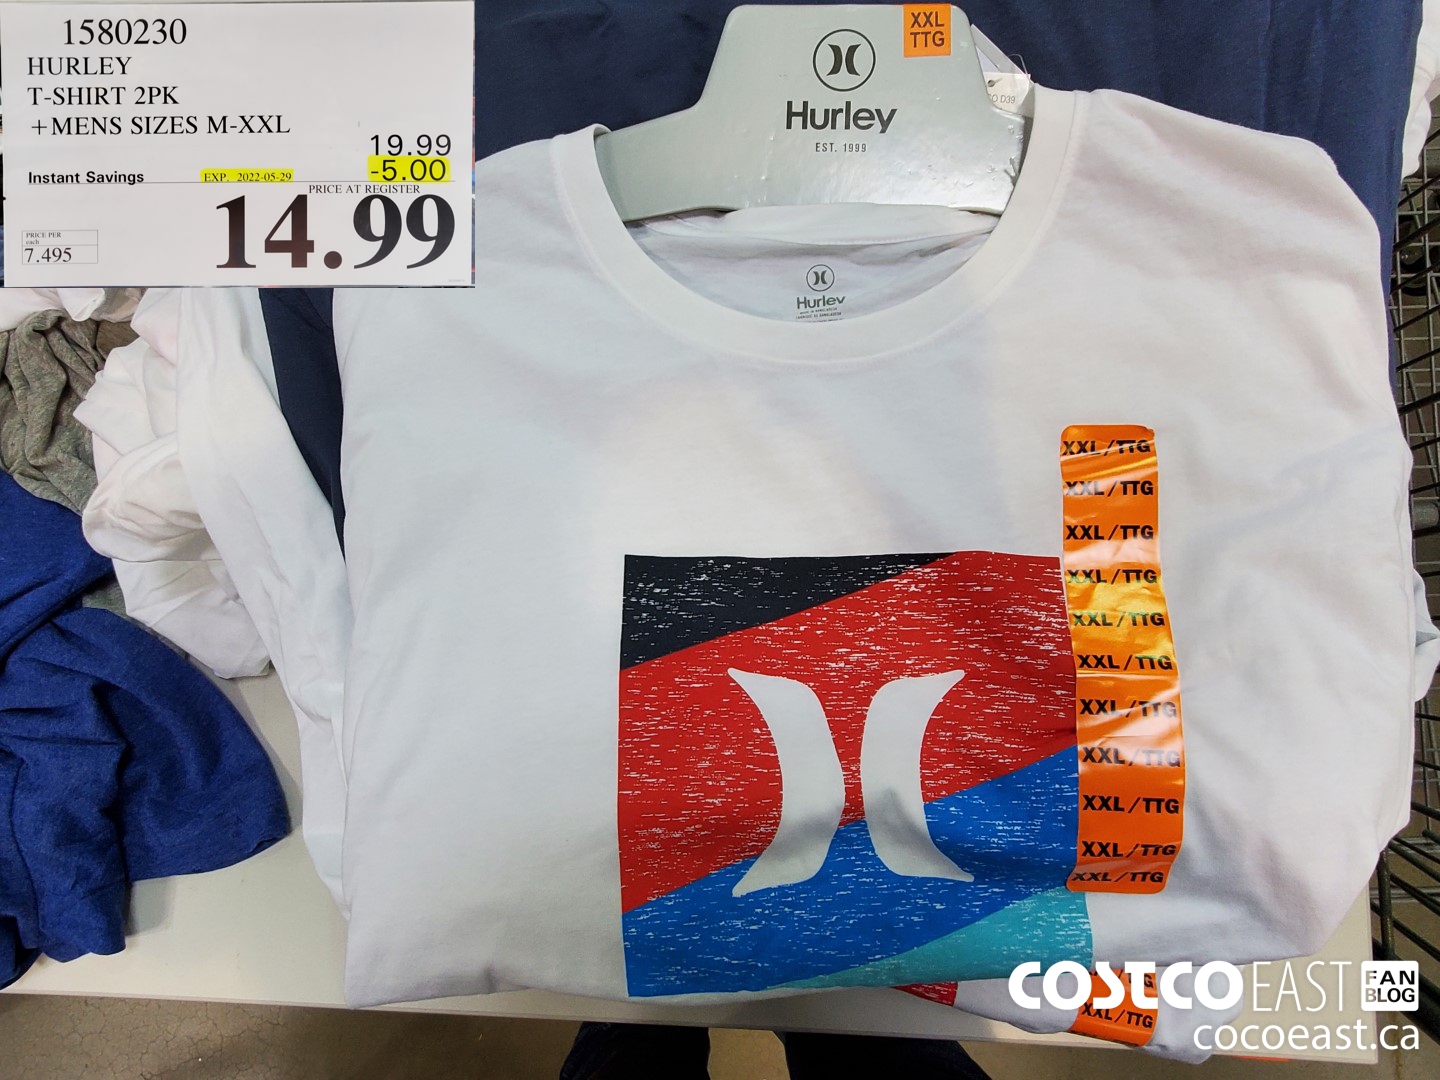 1580230
HURLEY
T-SHIRT 2PK
+MENS SIZES M-XXL
19.99
Instant Savings EXP. 2022-05-29 -5.00
PRICE AT REGISTER
14.99
PRICE PER
each
7.495
XXL
TTG
Hurley
EST. 1999
D39
Hurley
XXL/TTG
XXL/TTG
XXL/TTG
XXL/TTG
XXL/TTG
XXL/TTG
XXL/TTG
XXL/TTG
XXL/TTG
XXL/TTG
XXL/TTG
XXL/TTG
COSTCO EAST FAN BLOG
cocoeast.ca